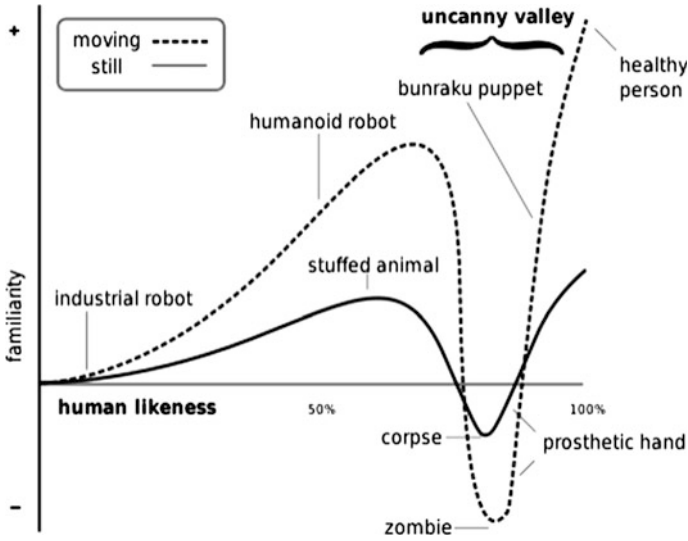 +
uncanny valley
moving
still
bunraku puppet
healthy
person
humanoid robot
stuffed animal
industrial robot
familiarity
human likeness
50%
100%
corpse
prosthetic hand
–
zombie